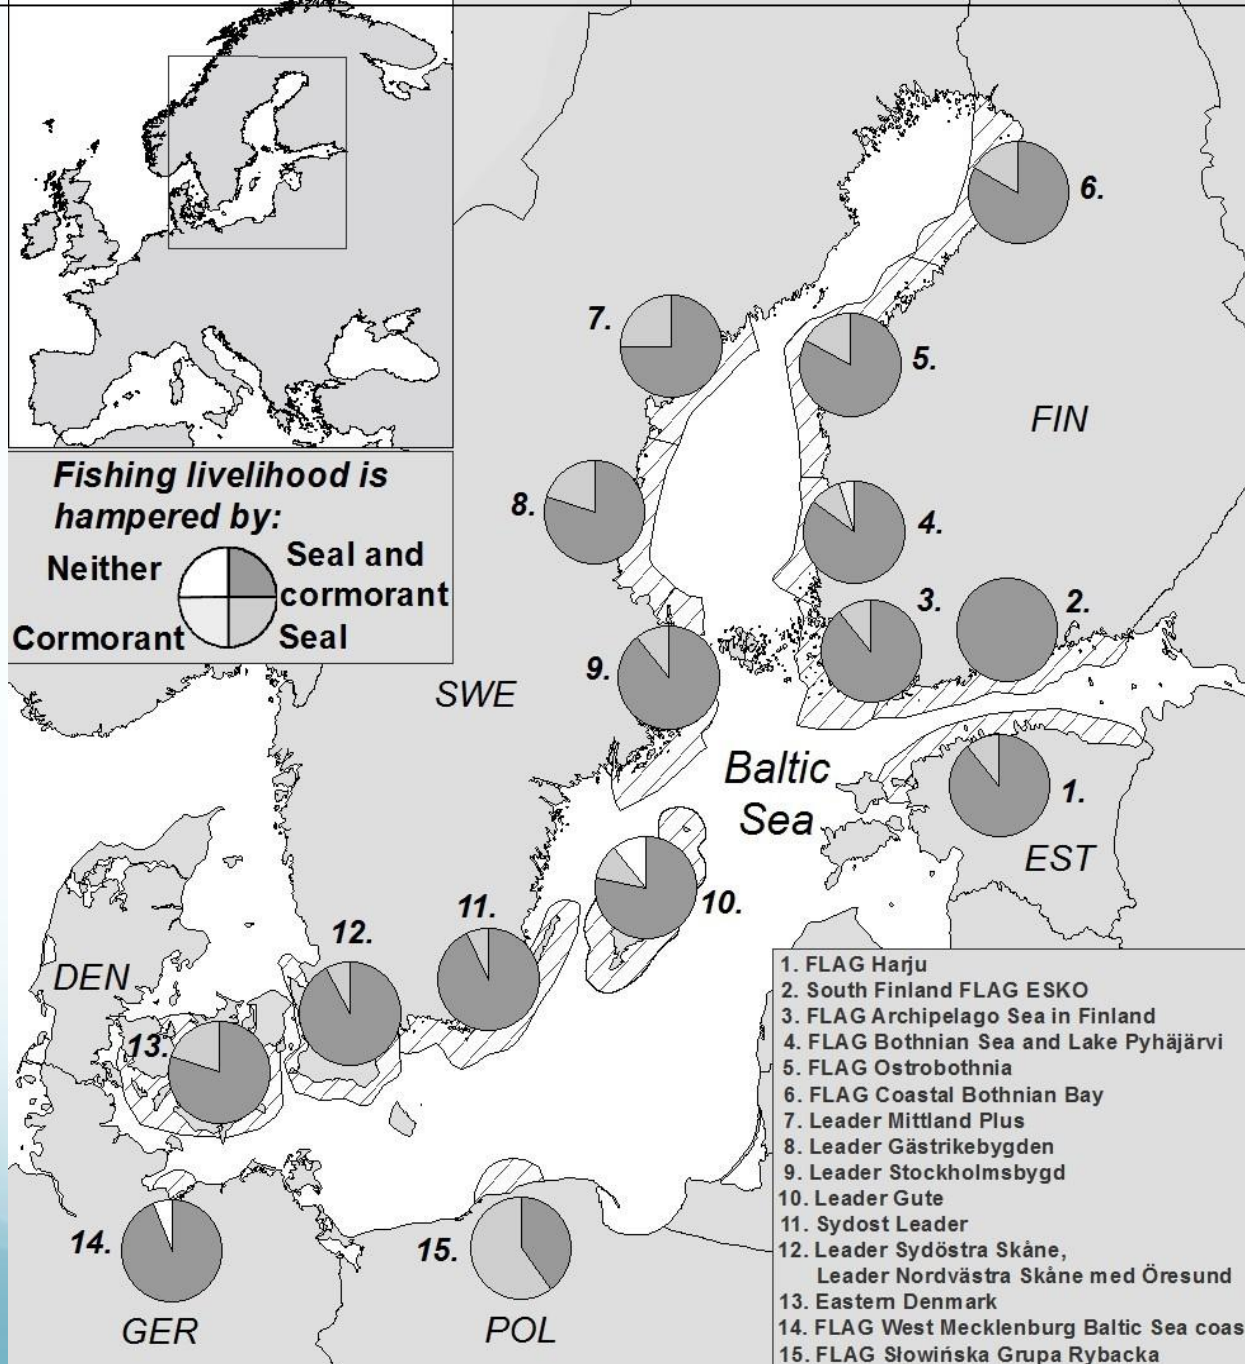 Fishing livelihood is
hampered by:
Neither
Seal and
cormorant
Cormorant
Seal
6.
7.
5.
FIN
8.
4.
3.
2.
9.
SWE
Baltic
Sea
1.
EST
10.
11.
12.
DEN
13.
14.
15.
GER
POL
1. FLAG Harju
2. South Finland FLAG ESKO
3. FLAG Archipelago Sea in Finland
4. FLAG Bothnian Sea and Lake Pyhäjärvi
5. FLAG Ostrobothnia
6. FLAG Coastal Bothnian Bay
7. Leader Mittland Plus
8. Leader Gästrikebygden
9. Leader Stockholmsbygd
10. Leader Gute
11. Sydost Leader
12. Leader Sydöstra Skåne,
Leader Nordvästra Skåne med Öresund
13. Eastern Denmark
14. FLAG West Mecklenburg Baltic Sea coas
15. FLAG Słowińska Grupa Rybacka